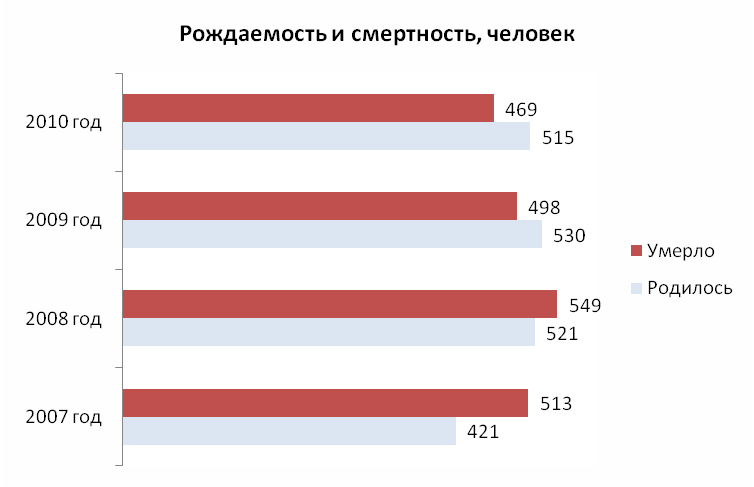 Рождаемость и смертность, человек
2010 год
469
515
2009 год
498
530
Умерло
Родилось
2008 год
549
521
2007 год
513
421